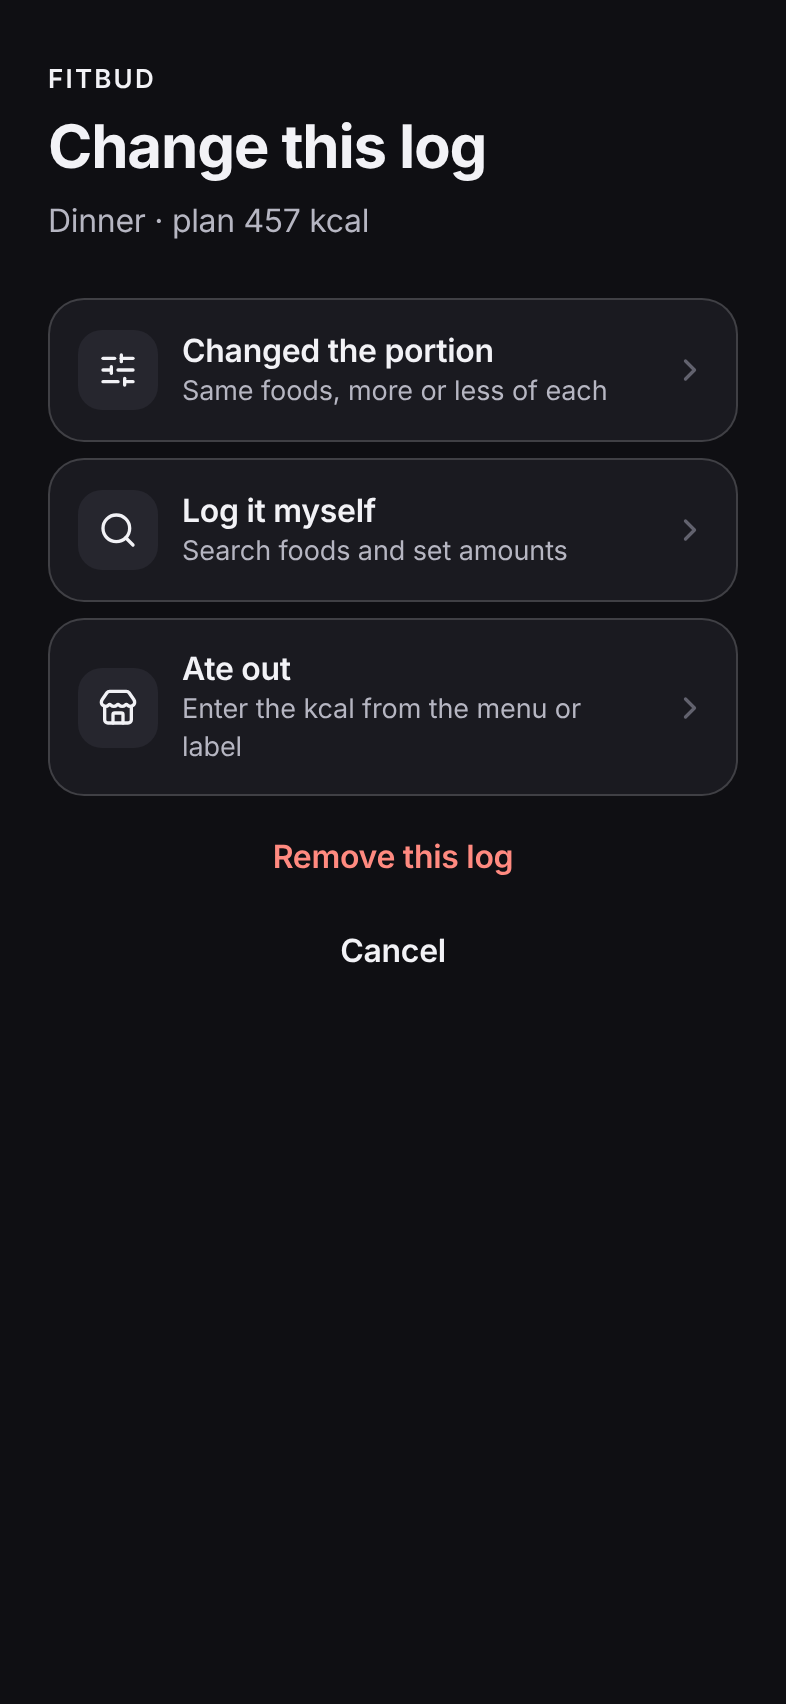 FITBUD
Change this log
Dinner · plan 457 kcal
Changed the portion
Same foods, more or less of each
Log it myself
Search foods and set amounts
Ate out
Enter the kcal from the menu or
label
Remove this log
Cancel